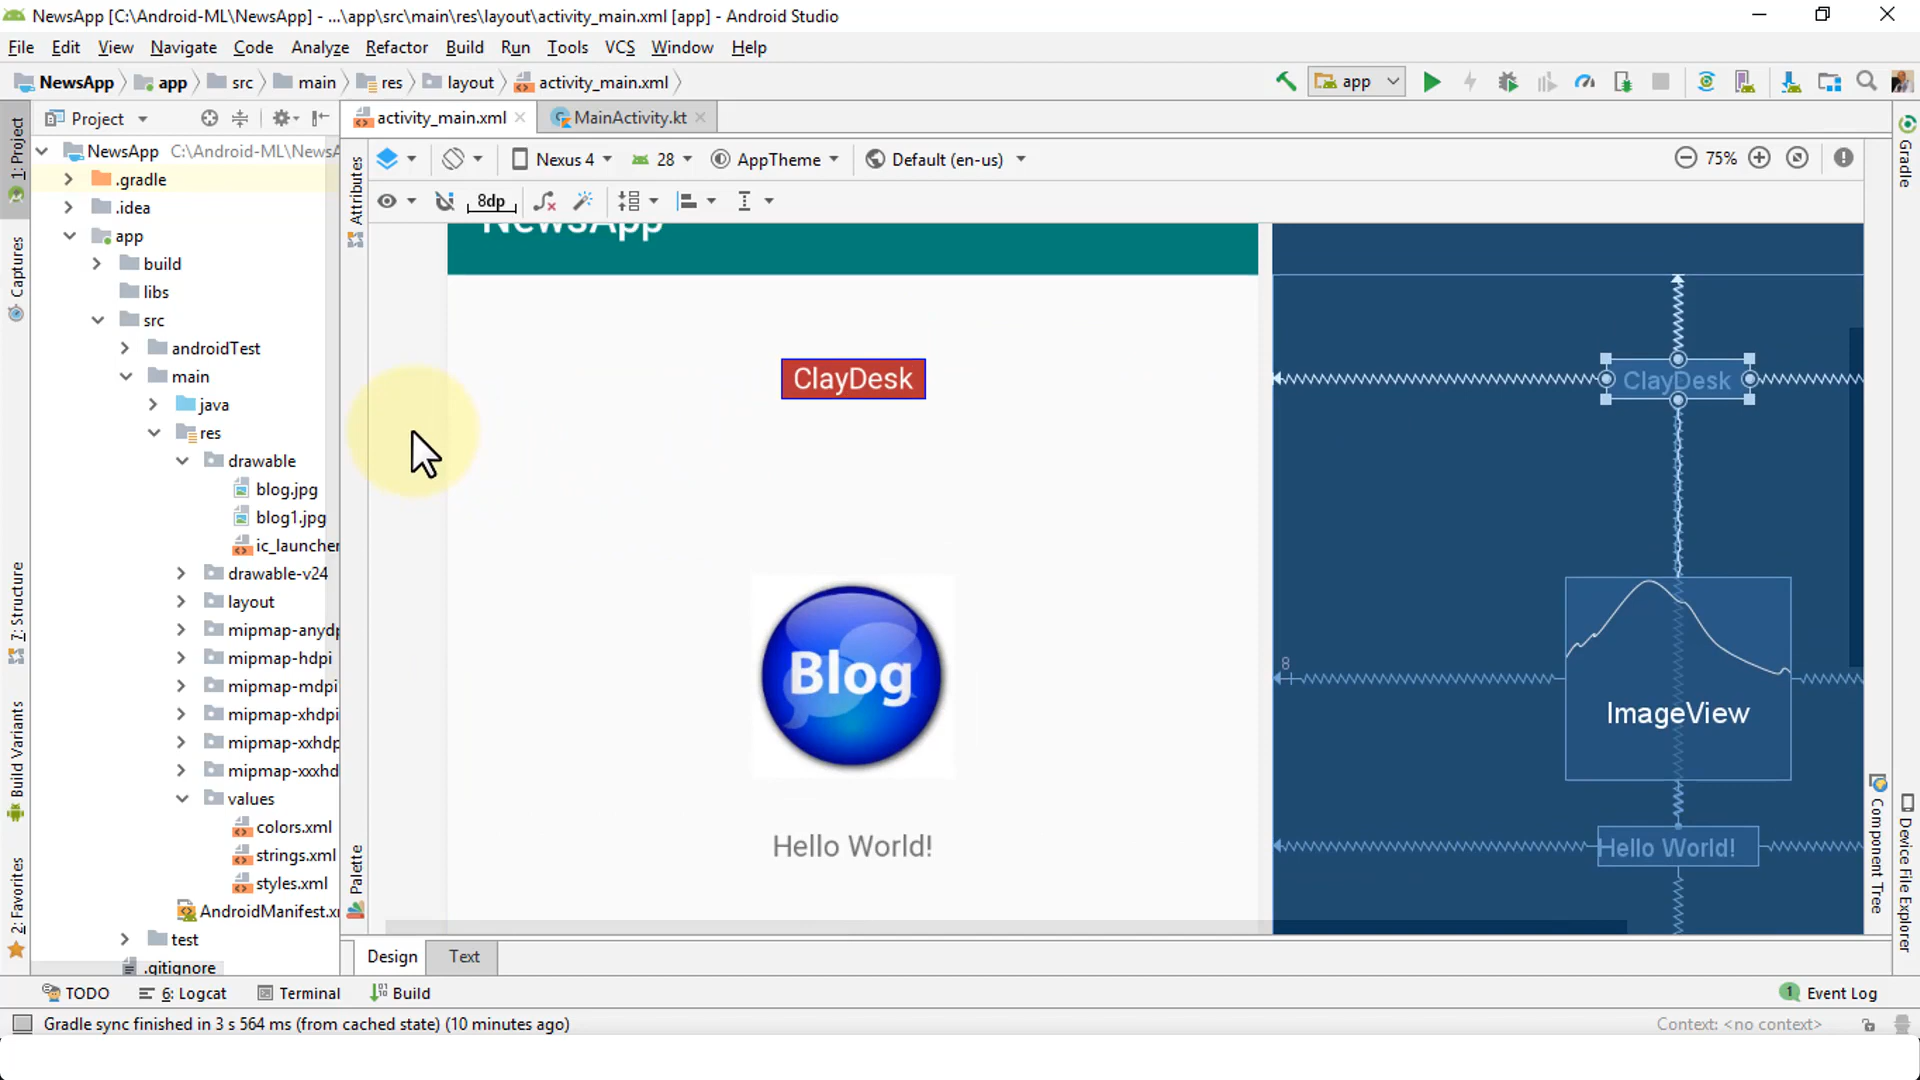 NewsApp [C:\Android-ML\NewsApp] - ...\app\src\main\res\layout\activity_main.xml [app] - Android Studio
File Edit View Navigate Code Analyze Refactor Build Run Tools VCS Window Help
NewsApp app src main res layout activity_main.xml app
Project activity_main.xml MainActivity.kt
1: Project
Captures
7: Structure
Build Variants
2: Favorites
NewsApp C:\Android-ML\NewsA
.gradle
.idea
app
build
libs
src
androidTest
main
java
res
drawable
blog.jpg
blog1.jpg
ic_launcher
drawable-v24
layout
mipmap-anydp
mipmap-hdpi
mipmap-mdpi
mipmap-xhdpi
mipmap-xxhdp
mipmap-xxxhd
values
colors.xml
strings.xml
styles.xml
AndroidManifest.x
test
.gitignore
Attributes
Palette
Nexus 4 28 AppTheme Default (en-us) 75%
8dp
NewsApp
ClayDesk
Blog
Hello World!
ClayDesk
8
ImageView
Hello World!
Gradle
Component Tree
Device File Explorer
Design Text
TODO 6: Logcat Terminal Build 1 Event Log
Gradle sync finished in 3 s 564 ms (from cached state) (10 minutes ago) Context: <no context>